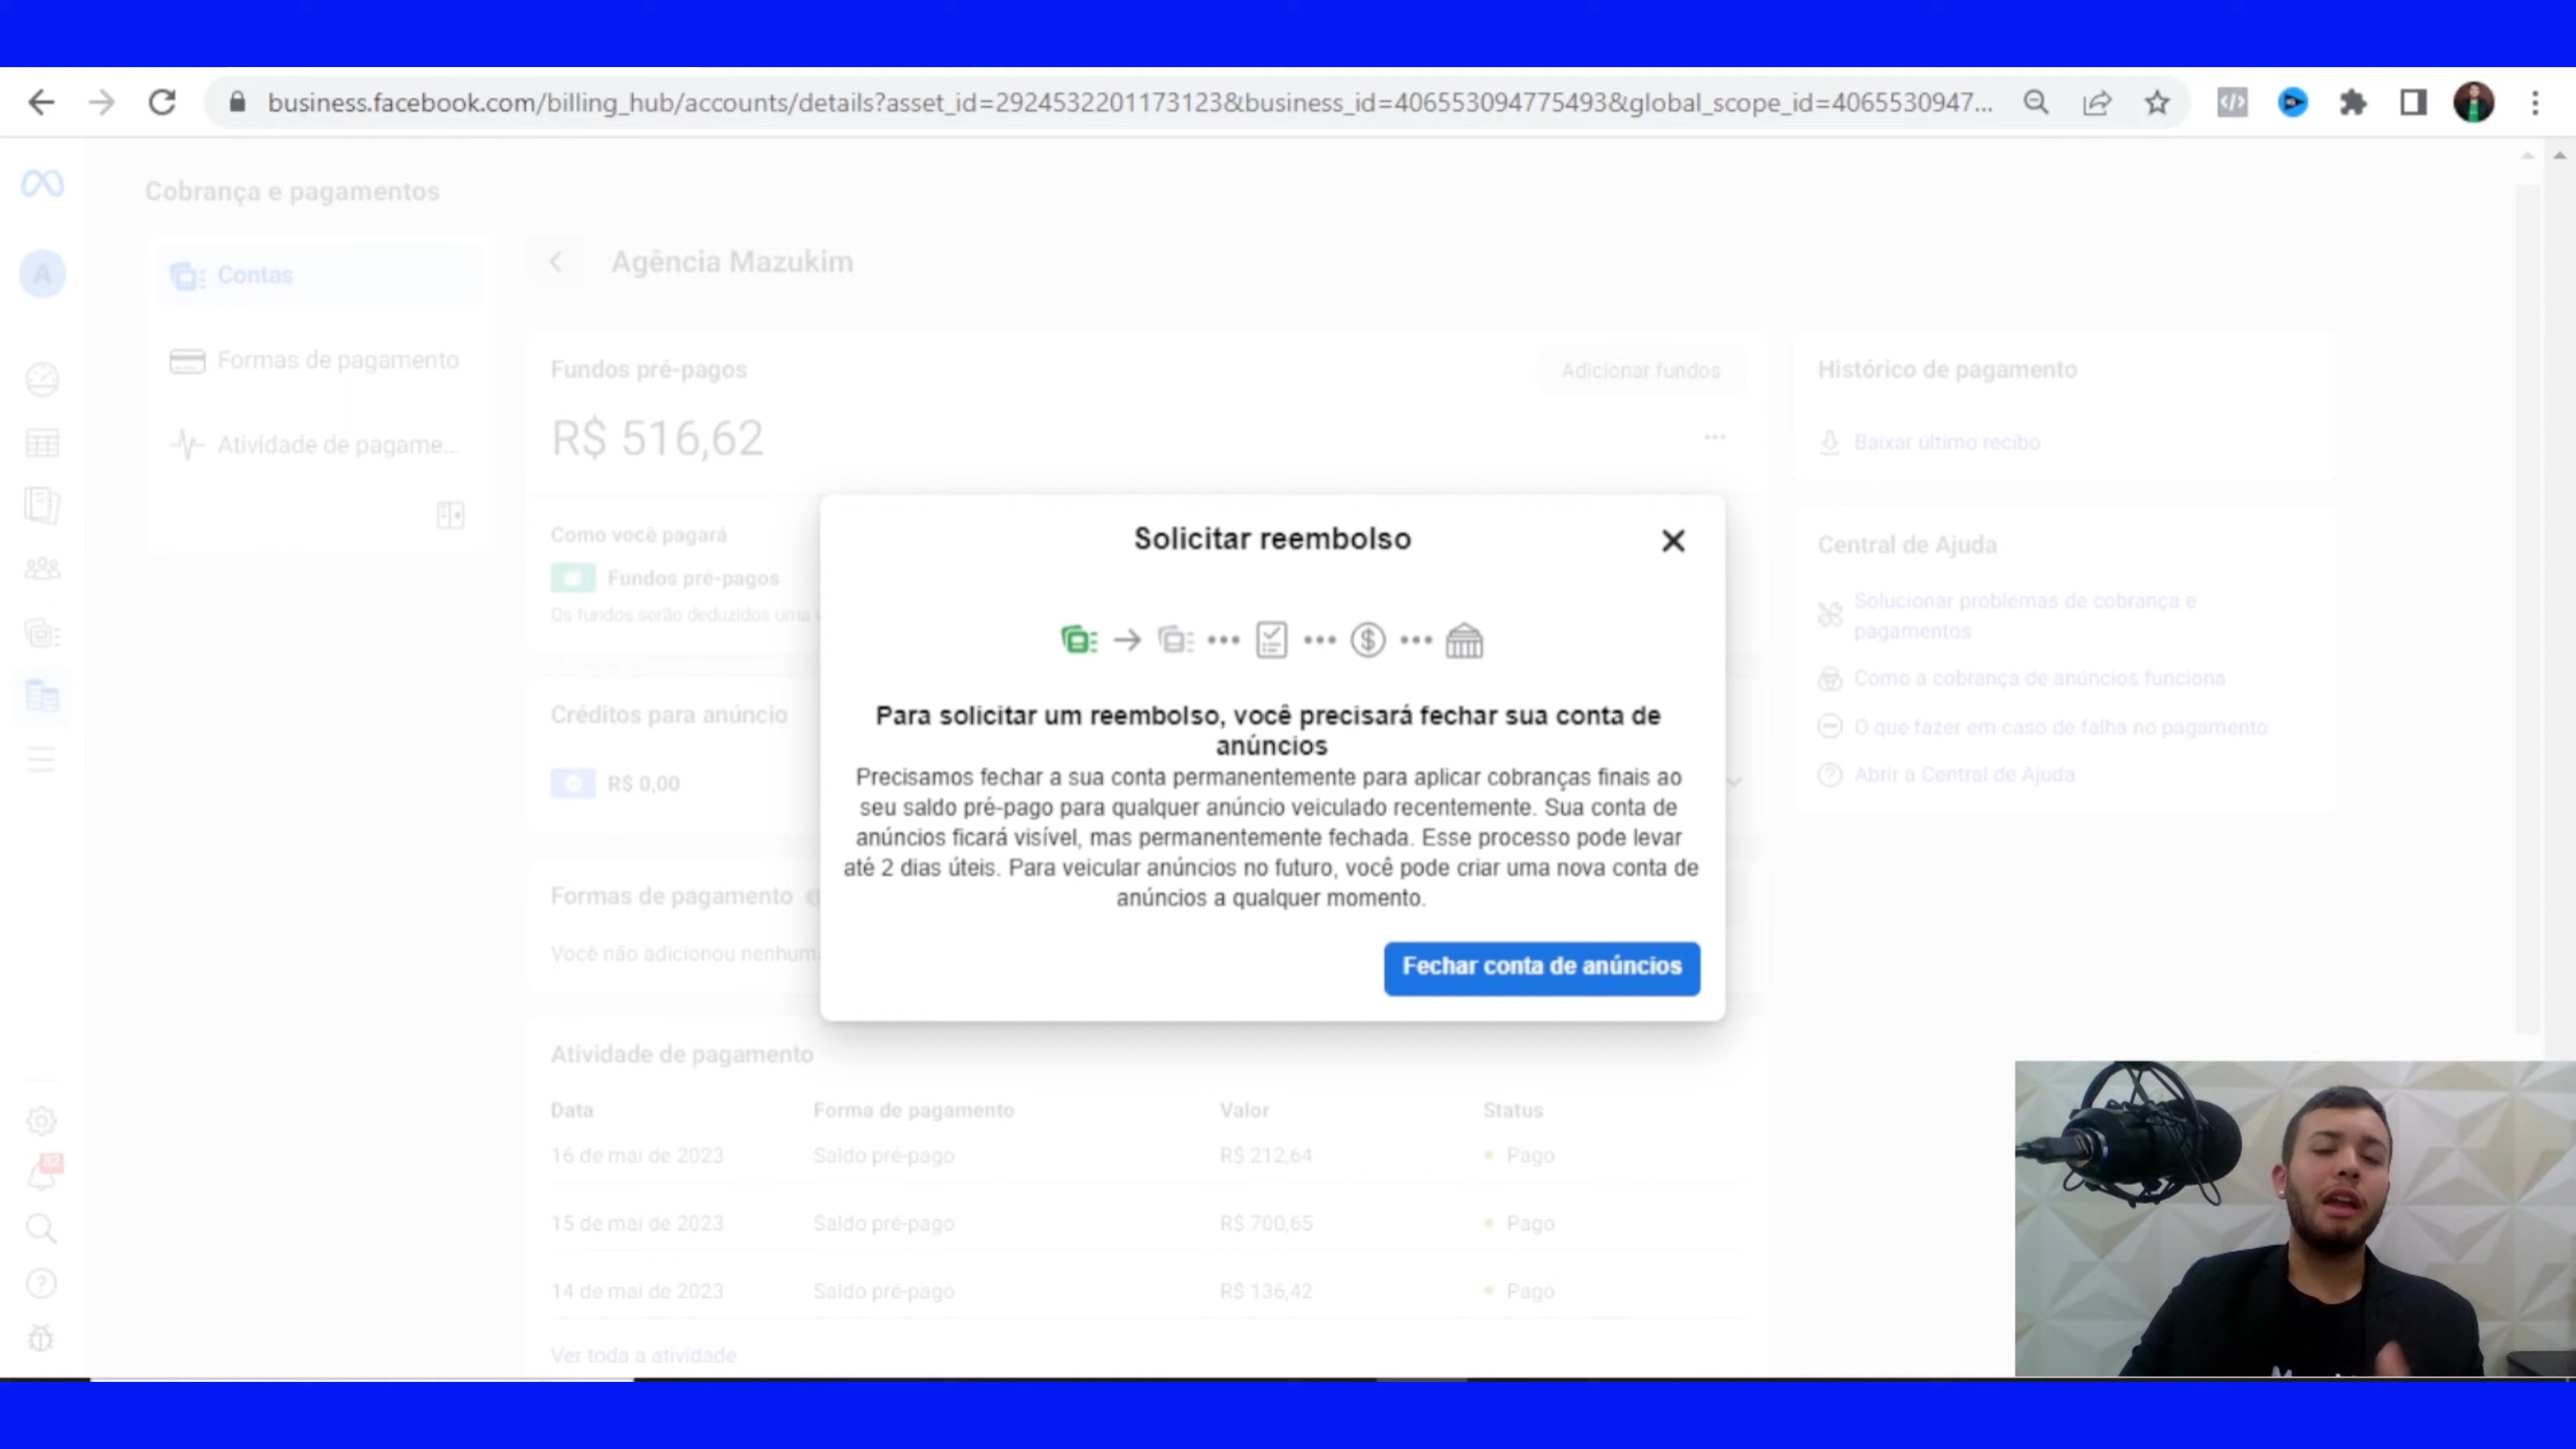 business.facebook.com/billing_hub/accounts/details?asset_id=2924532201173123&business_id=406553094775493&global_scope_id=4065530947...
Cobrança e pagamentos
A
Contas
Formas de pagamento
Atividade de pagame...
Agência Mazukim
Fundos pré-pagos
Adicionar fundos
R$ 516,62
Como você pagará
Fundos pré-pagos
Os fundos serão deduzidos uma
Créditos para anúncio
R$ 0,00
Formas de pagamento
Você não adicionou nenhum
Histórico de pagamento
Baixar último recibo
Central de Ajuda
Solucionar problemas de cobrança e
pagamentos
Como a cobrança de anúncios funciona
O que fazer em caso de falha no pagamento
Abrir a Central de Ajuda
Solicitar reembolso
Para solicitar um reembolso, você precisará fechar sua conta de
anúncios
Precisamos fechar a sua conta permanentemente para aplicar cobranças finais ao
seu saldo pré-pago para qualquer anúncio veiculado recentemente. Sua conta de
anúncios ficará visível, mas permanentemente fechada. Esse processo pode levar
até 2 dias úteis. Para veicular anúncios no futuro, você pode criar uma nova conta de
anúncios a qualquer momento.
Fechar conta de anúncios
Atividade de pagamento
Data Forma de pagamento Valor Status
16 de mai de 2023 Saldo pré-pago R$ 212,64 Pago
15 de mai de 2023 Saldo pré-pago R$ 700,65 Pago
14 de mai de 2023 Saldo pré-pago R$ 136,42 Pago
Ver toda a atividade
82